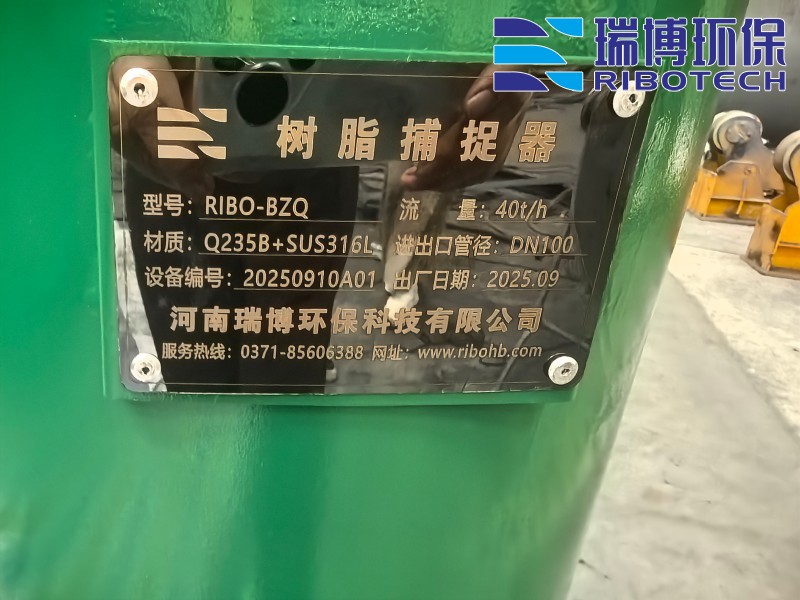 瑞博环保
RIBOTECH
树脂捕捉器
型号：RIBO-BZQ 流 量：40t/h
材质：Q235B+SUS316L 进出口管径：DN100
设备编号：20250910A01 出厂日期：2025.09
河南瑞博环保科技有限公司
服务热线：0371-85606388 网址：www.ribohb.com